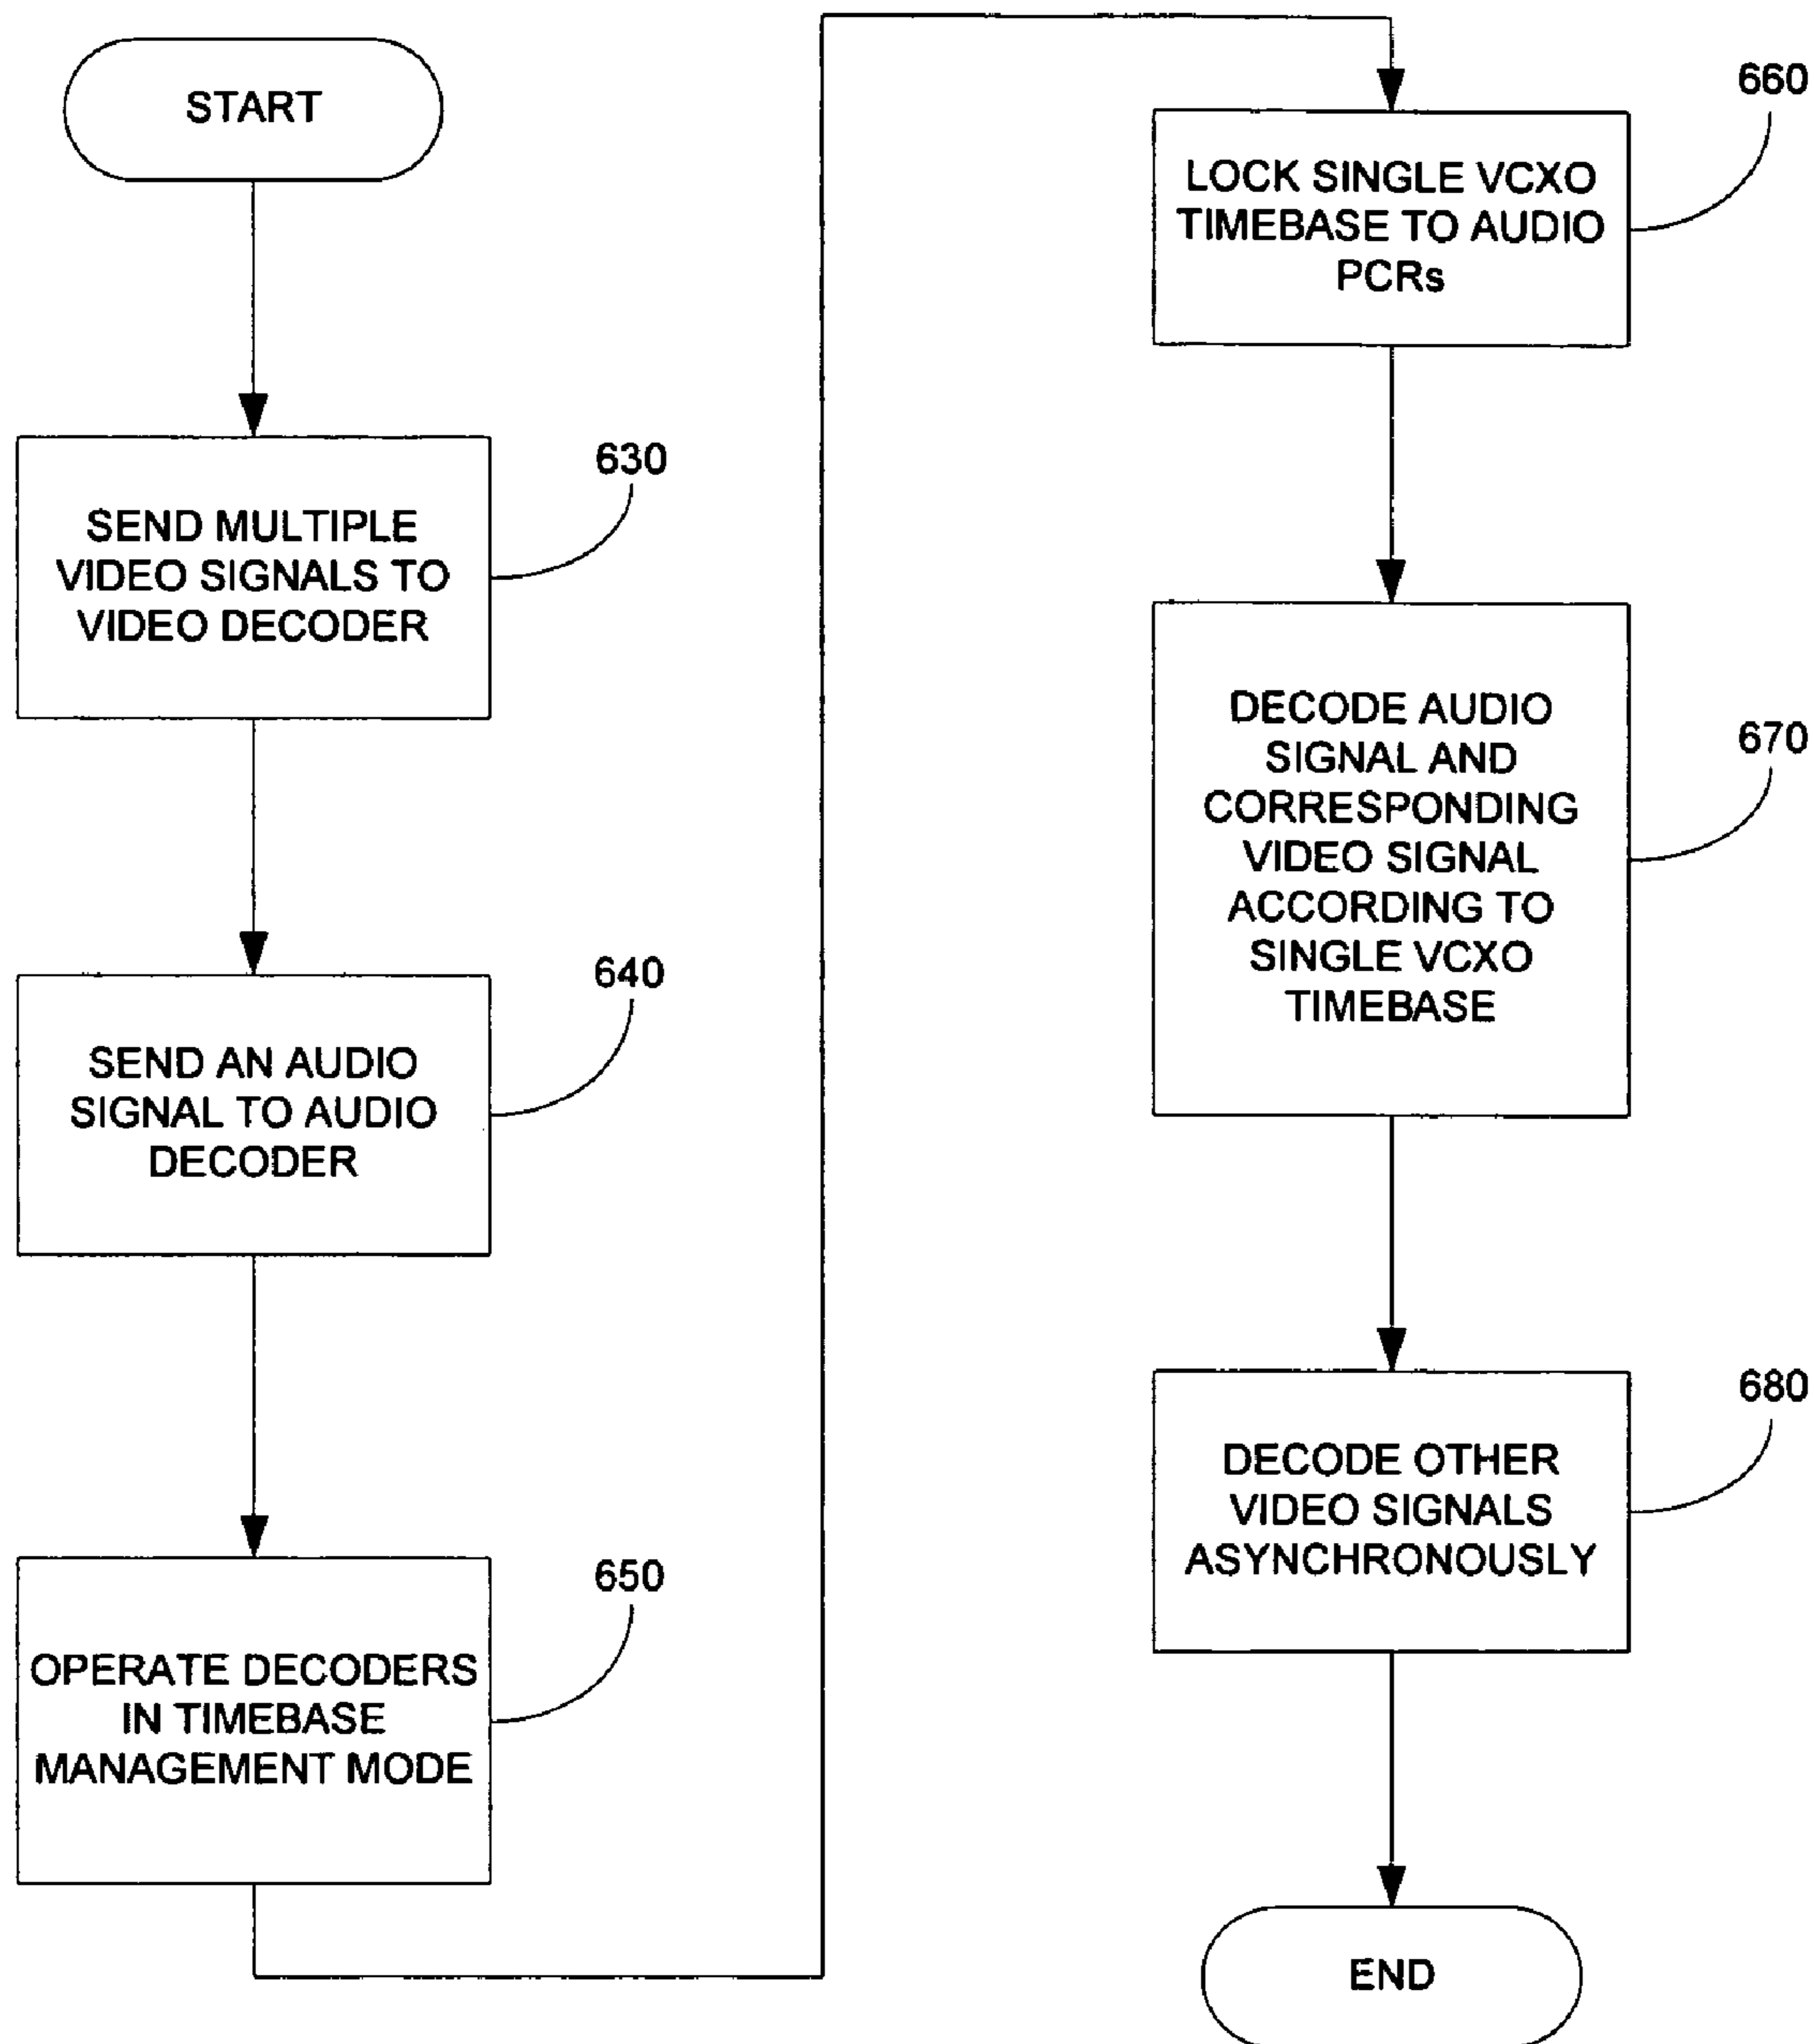 START
630
SEND MULTIPLE
VIDEO SIGNALS TO
VIDEO DECODER
640
SEND AN AUDIO
SIGNAL TO AUDIO
DECODER
650
OPERATE DECODERS
IN TIMEBASE
MANAGEMENT MODE
660
LOCK SINGLE VCXO
TIMEBASE TO AUDIO
PCRs
670
DECODE AUDIO
SIGNAL AND
CORRESPONDING
VIDEO SIGNAL
ACCORDING TO
SINGLE VCXO
TIMEBASE
680
DECODE OTHER
VIDEO SIGNALS
ASYNCHRONOUSLY
END